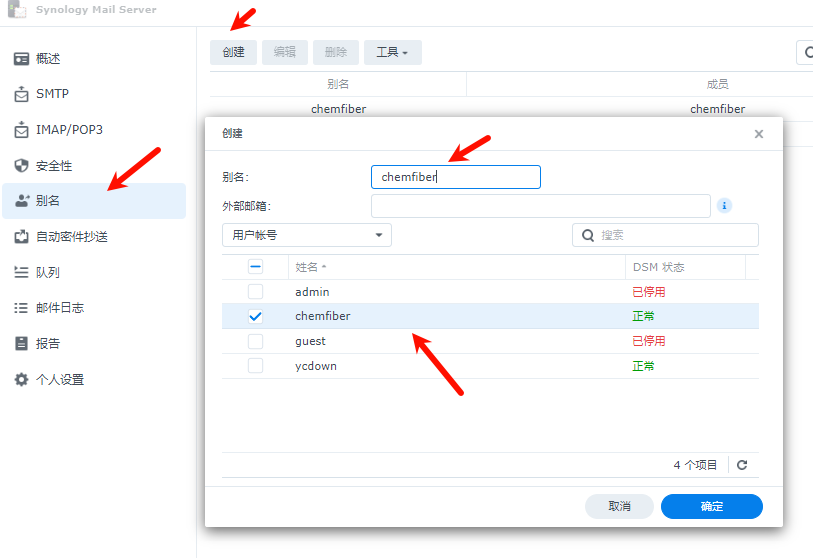 Synology Mail Server
概述
SMTP
IMAP/POP3
安全性
别名
自动密件抄送
队列
邮件日志
报告
个人设置
创建 编辑 删除 工具
别名 成员
chemfiber chemfiber
创建
别名: chemfiber
外部邮箱:
用户帐号 搜索
姓名 DSM 状态
admin 已停用
chemfiber 正常
guest 已停用
ycdown 正常
4 个项目
取消 确定